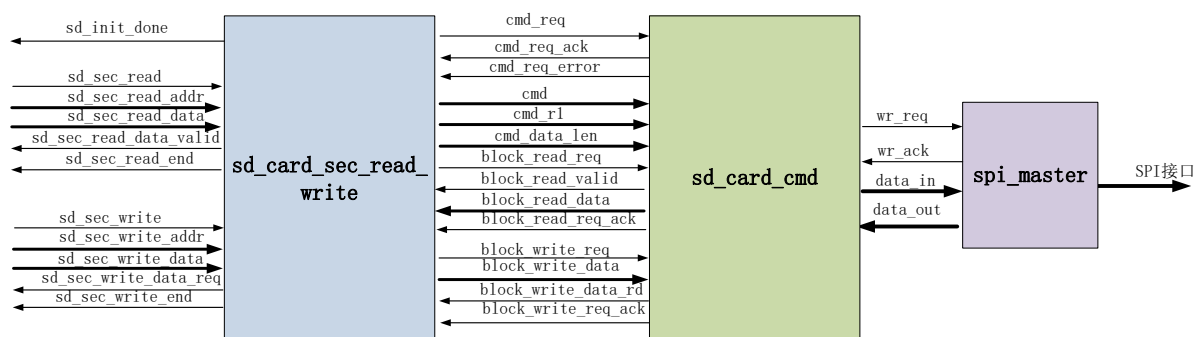 sd_init_done
sd_sec_read
sd_sec_read_addr
sd_sec_read_data
sd_sec_read_data_valid
sd_sec_read_end
sd_sec_write
sd_sec_write_addr
sd_sec_write_data
sd_sec_write_data_req
sd_sec_write_end
sd_card_sec_read_
write
cmd_req
cmd_req_ack
cmd_req_error
cmd
cmd_r1
cmd_data_len
block_read_req
block_read_valid
block_read_data
block_read_req_ack
block_write_req
block_write_data
block_write_data_rd
block_write_req_ack
sd_card_cmd
wr_req
wr_ack
data_in
data_out
spi_master
SPI接口